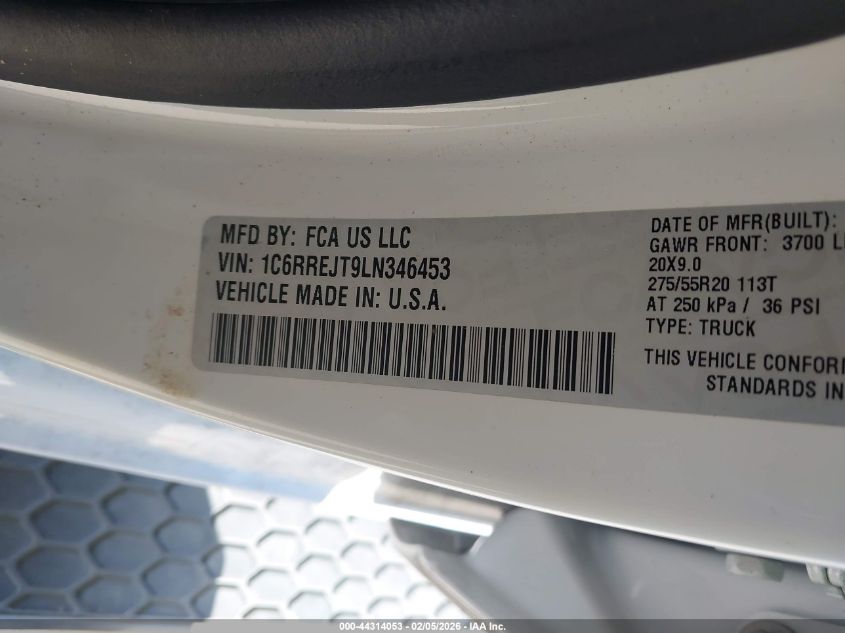 MFD BY: FCA US LLC
VIN: 1C6RREJT9LN346453
VEHICLE MADE IN: U.S.A.
DATE OF MFR(BUILT):
GAWR FRONT: 3700 L
20X9.0
275/55R20 113T
AT 250 kPa / 36 PSI
TYPE: TRUCK
THIS VEHICLE CONFOR
STANDARDS IN
000-44314053 - 02/05/2026 - IAA Inc.